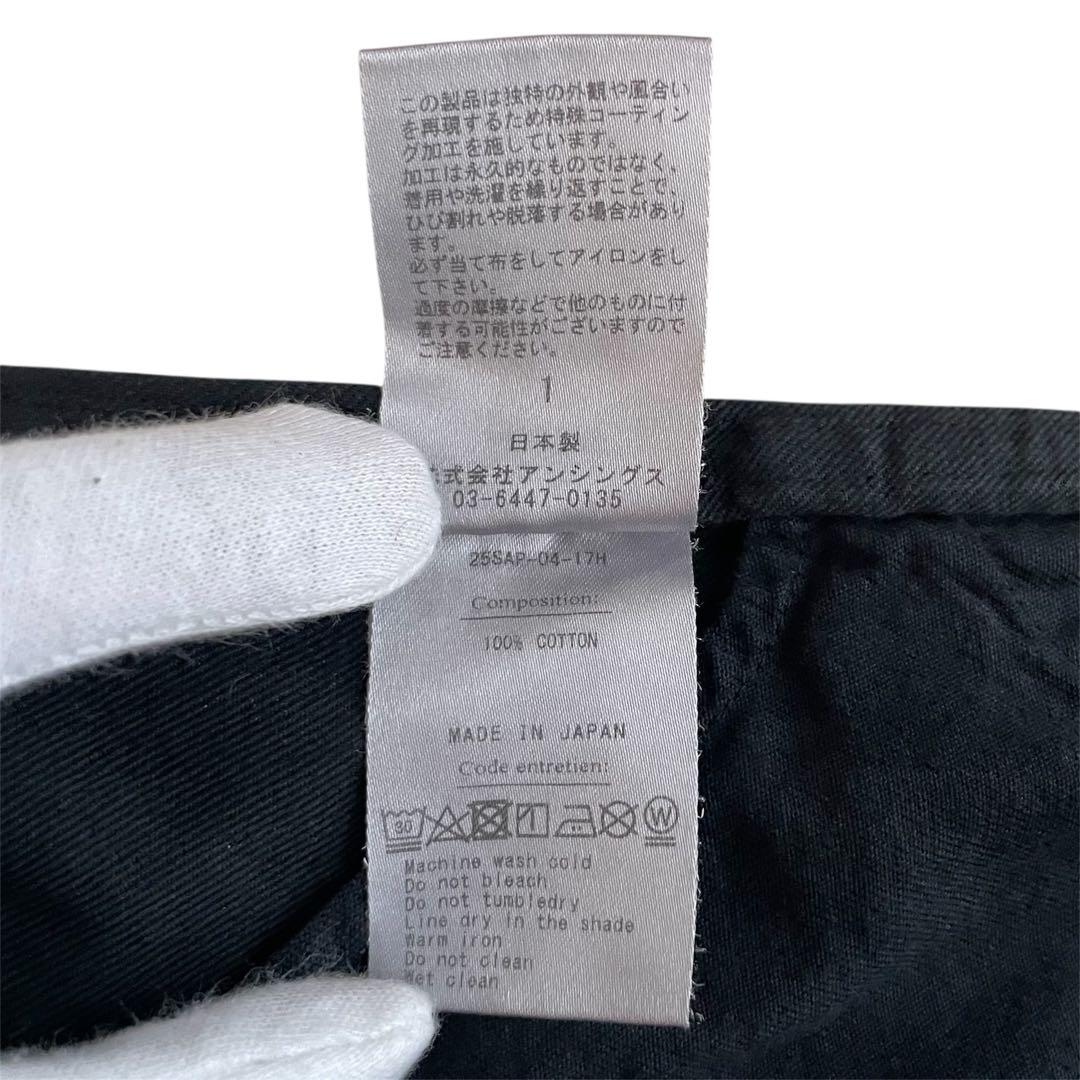 この製品は独特の外観や風合い
を再現するため特殊コーティン
グ加工を施しています。
加工は永久的なものではなく、
着用や洗濯を繰り返すことで、
ひび割れや脱落する場合があり
ます。
必ず当て布をしてアイロンをし
て下さい。
過度の摩擦などで他のものに付
着する可能性がございますので
ご注意ください。
1
日本製
式会社アンシングス
03-6447-0135
25SAP-04-17H
Composition:
100% COTTON
MADE IN JAPAN
Code entretien:
30 W
Machine wash cold
Do not bleach
Do not tumbledry
Line dry in the shade
Warm iron
Do not clean
Wet clean